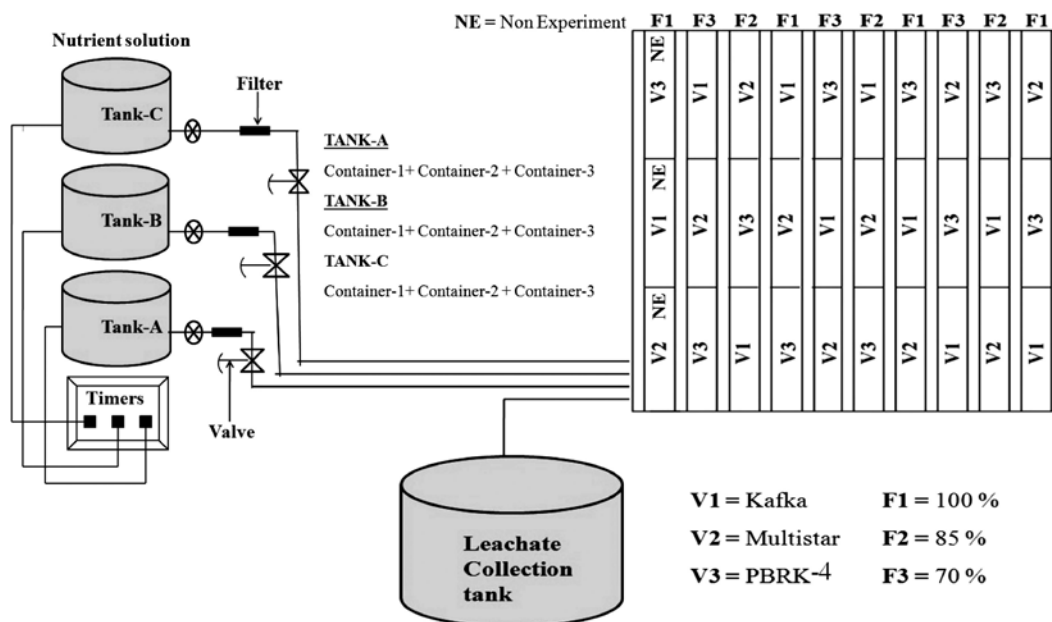 Nutrient solution
Tank-C
Filter
Tank-B
Tank-A
Timers
Valve
TANK-A
Container-1+ Container-2 + Container-3
TANK-B
Container-1+ Container-2 + Container-3
TANK-C
Container-1+ Container-2 + Container-3
Leachate
Collection
tank
NE = Non Experiment
F1 F3 F2 F1 F3 F2 F1 F3 F2 F1
NE
V3 V1 V2 V1 V3 V1 V3 V2 V3 V2
NE
V1 V2 V3 V2 V1 V2 V1 V3 V1 V3
NE
V2 V3 V1 V3 V2 V3 V2 V1 V2 V1
V1 = Kafka F1 = 100 %
V2 = Multistar F2 = 85 %
V3 = PBRK-4 F3 = 70 %